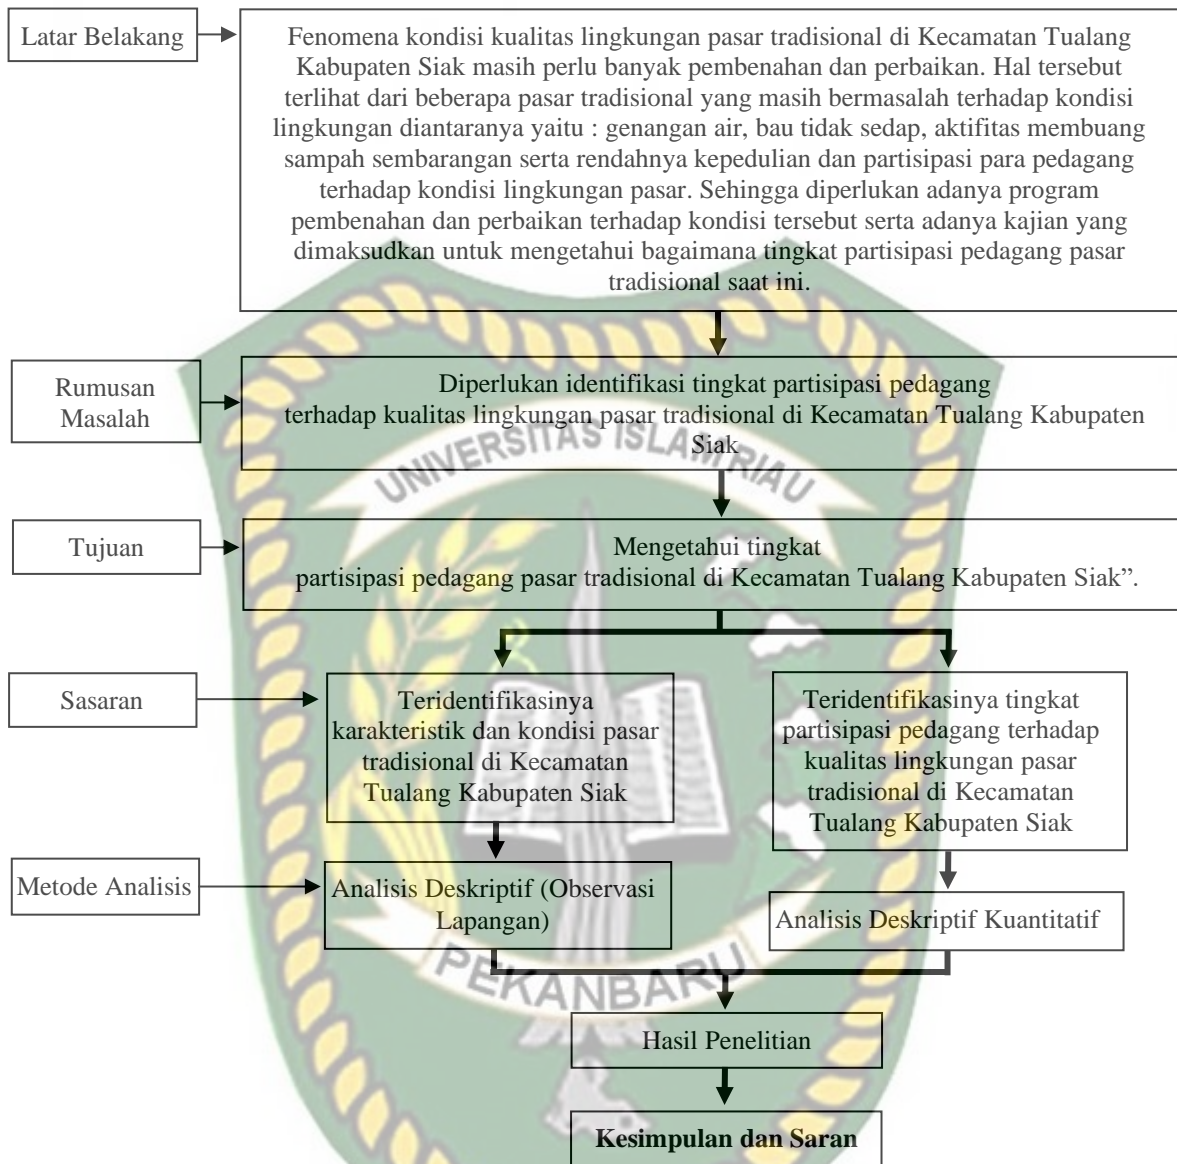 Latar Belakang
Fenomena kondisi kualitas lingkungan pasar tradisional di Kecamatan Tualang
Kabupaten Siak masih perlu banyak pembenahan dan perbaikan. Hal tersebut
terlihat dari beberapa pasar tradisional yang masih bermasalah terhadap kondisi
lingkungan diantaranya yaitu : genangan air, bau tidak sedap, aktifitas membuang
sampah sembarangan serta rendahnya kepedulian dan partisipasi para pedagang
terhadap kondisi lingkungan pasar. Sehingga diperlukan adanya program
pembenahan dan perbaikan terhadap kondisi tersebut serta adanya kajian yang
dimaksudkan untuk mengetahui bagaimana tingkat partisipasi pedagang pasar
tradisional saat ini.
Rumusan
Masalah
Diperlukan identifikasi tingkat partisipasi pedagang
terhadap kualitas lingkungan pasar tradisional di Kecamatan Tualang Kabupaten
Siak
UNIVERSITAS ISLAM RIAU
Tujuan
Mengetahui tingkat
partisipasi pedagang pasar tradisional di Kecamatan Tualang Kabupaten Siak”.
Sasaran
Teridentifikasinya
karakteristik dan kondisi pasar
tradisional di Kecamatan
Tualang Kabupaten Siak
Teridentifikasinya tingkat
partisipasi pedagang terhadap
kualitas lingkungan pasar
tradisional di Kecamatan
Tualang Kabupaten Siak
Metode Analisis
Analisis Deskriptif (Observasi
Lapangan)
Analisis Deskriptif Kuantitatif
PEKANBARU
Hasil Penelitian
Kesimpulan dan Saran